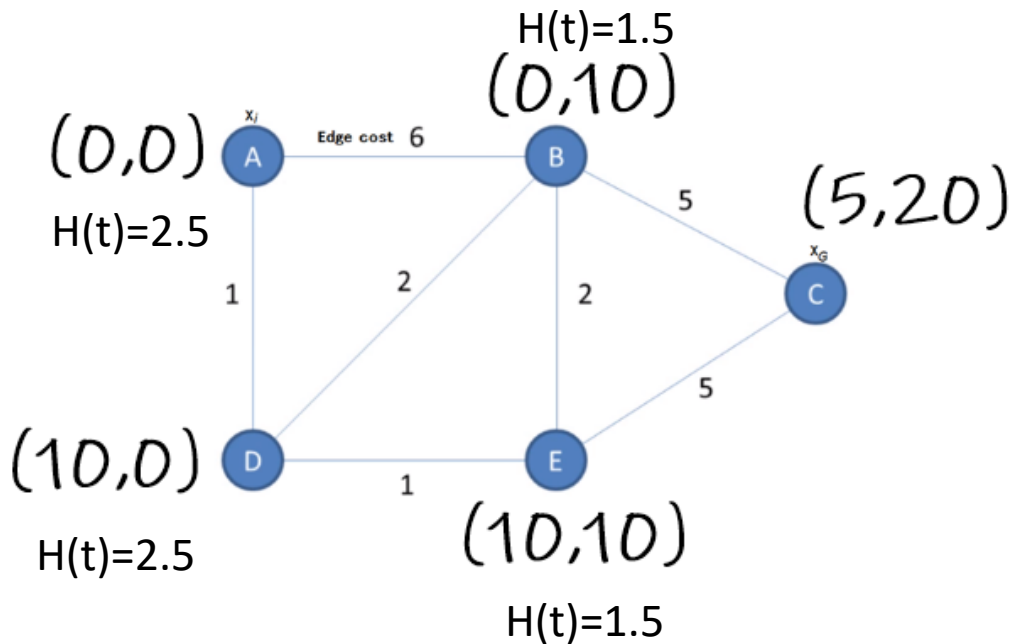 H(t)=1.5
(0,10)
x_i
(0,0)
A
Edge cost 6
B
5
(5,20)
H(t)=2.5
x_G
C
1
2
2
5
(10,0)
D
E
1
(10,10)
H(t)=2.5
H(t)=1.5